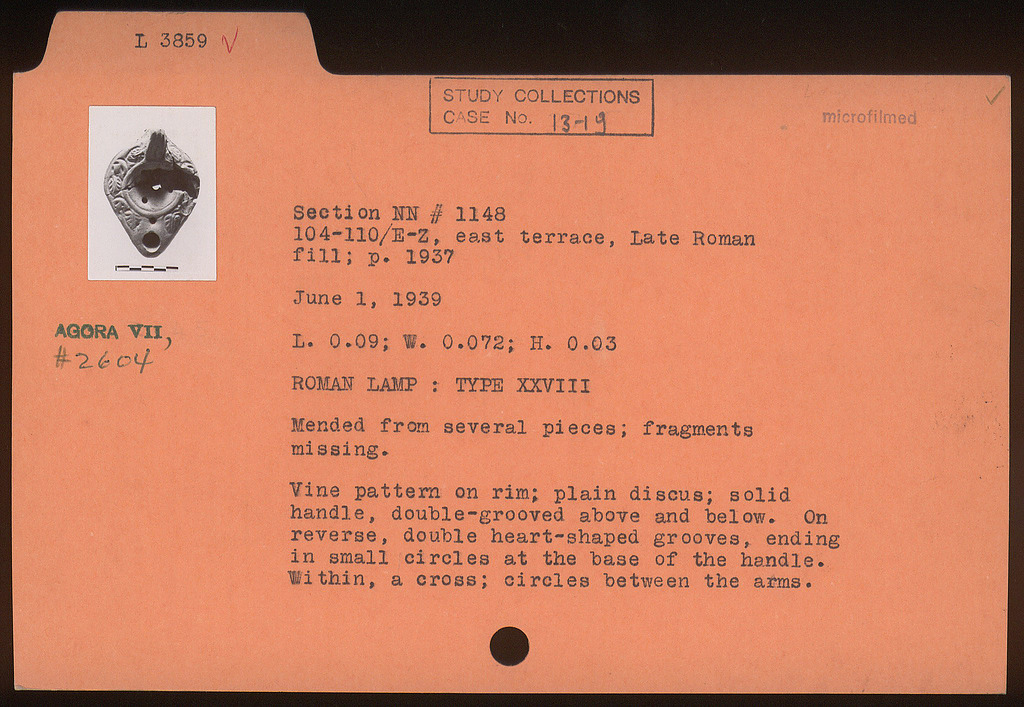 L 3859 √
STUDY COLLECTIONS
CASE No. 13-19
microfilmed
Section NN # 1148
104-110/E-Z, east terrace, Late Roman
fill; p. 1937
June 1, 1939
AGORA VII,
#2604
L. 0.09; W. 0.072; H. 0.03
ROMAN LAMP : TYPE XXVIII
Mended from several pieces; fragments
missing.
Vine pattern on rim; plain discus; solid
handle, double-grooved above and below. On
reverse, double heart-shaped grooves, ending
in small circles at the base of the handle.
Within, a cross; circles between the arms.